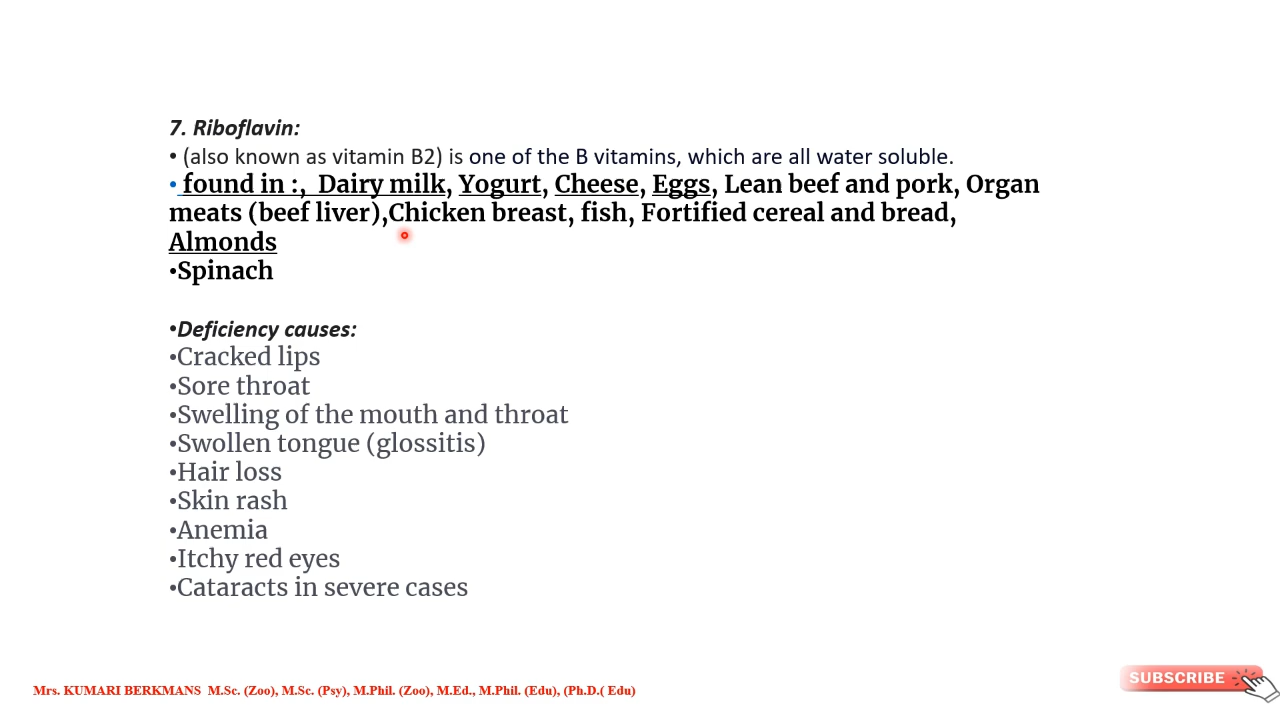 7. Riboflavin:
• (also known as vitamin B2) is one of the B vitamins, which are all water soluble.
• found in :,  Dairy milk, Yogurt, Cheese, Eggs, Lean beef and pork, Organ
meats (beef liver),Chicken breast, fish, Fortified cereal and bread,
Almonds
•Spinach
•Deficiency causes:
•Cracked lips
•Sore throat
•Swelling of the mouth and throat
•Swollen tongue (glossitis)
•Hair loss
•Skin rash
•Anemia
•Itchy red eyes
•Cataracts in severe cases
Mrs. KUMARI BERKMANS  M.Sc. (Zoo), M.Sc. (Psy), M.Phil. (Zoo), M.Ed., M.Phil. (Edu), (Ph.D.( Edu)
SUBSCRIBE